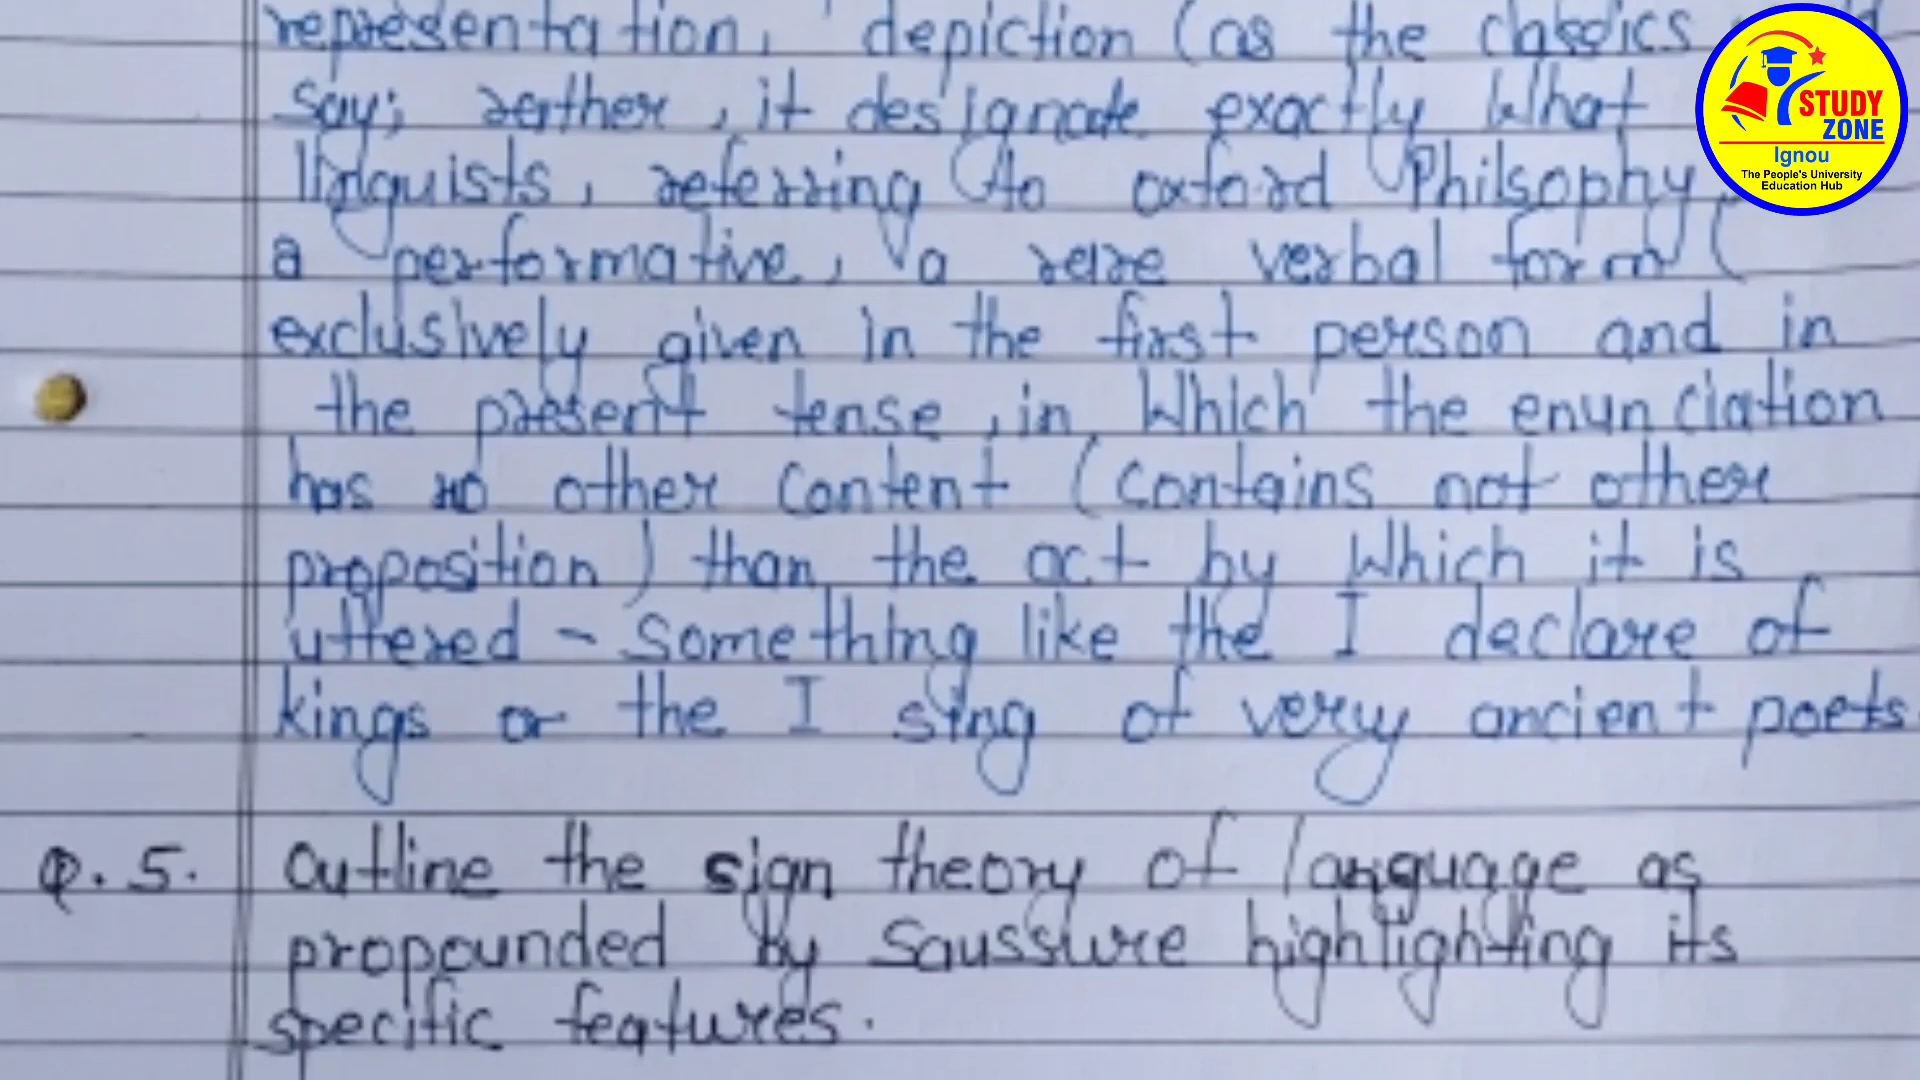 representation, depiction (as the classics
say; rather, it designate exactly What
linguists, referring to oxford Philsophy,
a performative, a rare verbal form (
exclusively given in the first person and in
the present tense, in Which the enunciation
has no other content (contains not other
proposition) than the act by Which it is
uttered - Something like the I declare of
kings or the I sing of very ancient poets.
Q. 5. Outline the sign theory of language as
propounded by Saussure highlighting its
specific features.
STUDY
ZONE
Ignou
The People's University
Education Hub